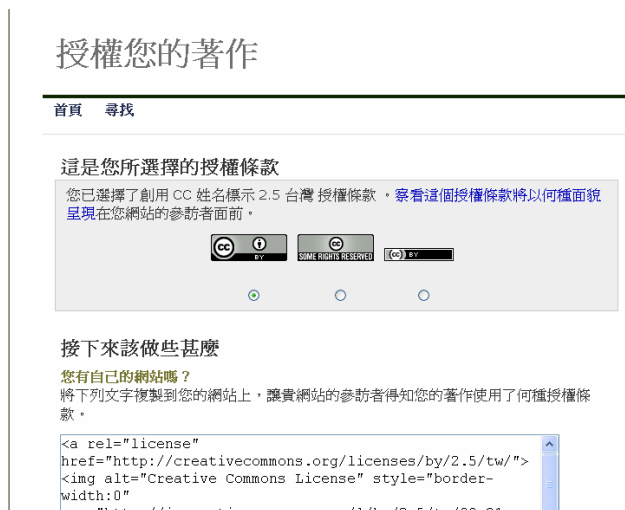 授權您的著作
首頁 尋找
這是您所選擇的授權條款
您已選擇了創用 CC 姓名標示 2.5 台灣 授權條款 。察看這個授權條款將以何種面貌
呈現在您網站的參訪者面前。
cc BY
cc SOME RIGHTS RESERVED
(cc) BY
接下來該做些甚麼
您有自己的網站嗎？
將下列文字複製到您的網站上，讓貴網站的參訪者得知您的著作使用了何種授權條
款。
<a rel="license"
href="http://creativecommons.org/licenses/by/2.5/tw/">
<img alt="Creative Commons License" style="border-
width:0"